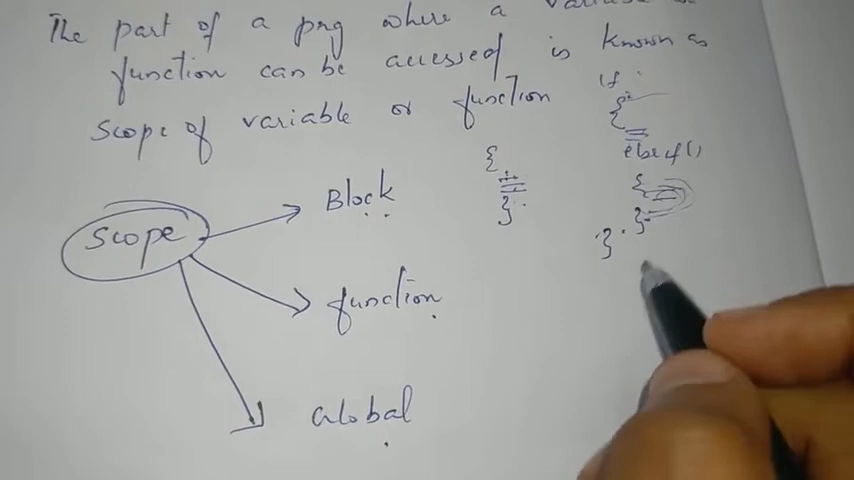 The part of a prg where a variable
function can be accessed is known as
scope of variable or function
if
{
else if ()
{
}
}
{
}
Scope
Block
function
Global